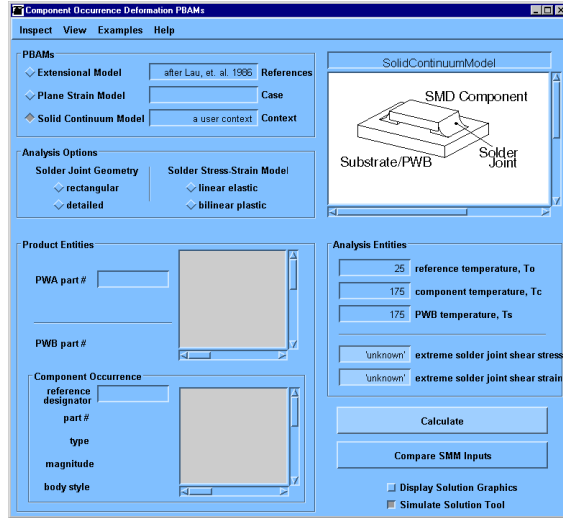 Component Occurrence Deformation PBAMs
Inspect View Examples Help
PBAMs
Extensional Model after Lau, et. al. 1986 References
Plane Strain Model Case
Solid Continuum Model a user context Context
Analysis Options
Solder Joint Geometry Solder Stress-Strain Model
rectangular linear elastic
detailed bilinear plastic
SolidContinuumModel
SMD Component
Solder
Joint
Substrate/PWB
Product Entities
PWA part #
PWB part #
Component Occurrence
reference
designator
part #
type
magnitude
body style
Analysis Entities
25 reference temperature, To
175 component temperature, Tc
175 PWB temperature, Ts
'unknown' extreme solder joint shear stress
'unknown' extreme solder joint shear strain
Calculate
Compare SMM Inputs
Display Solution Graphics
Simulate Solution Tool